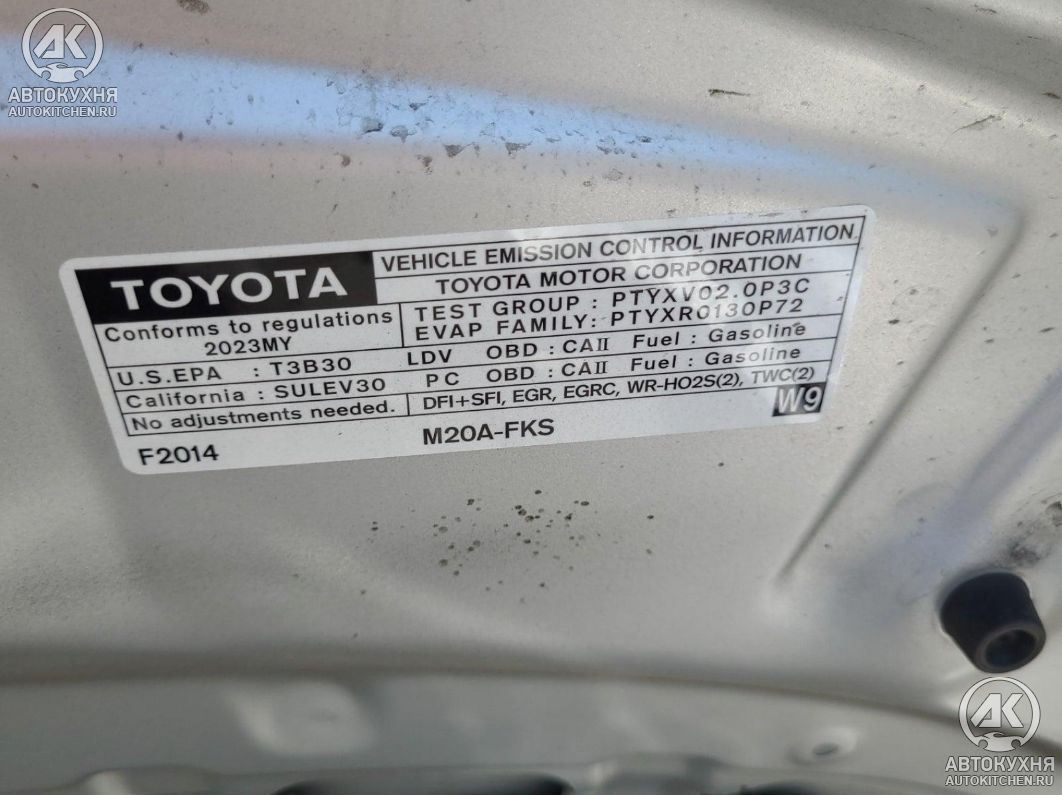 АК
АВТОКУХНЯ
AUTOKITCHEN.RU
TOYOTA
VEHICLE EMISSION CONTROL INFORMATION
TOYOTA MOTOR CORPORATION
Conforms to regulations
2023MY
TEST GROUP : PTYXV02.0P3C
EVAP FAMILY: PTYXR0130P72
U.S.EPA : T3B30 LDV OBD : CAII Fuel : Gasoline
California : SULEV30 PC OBD : CAII Fuel : Gasoline
No adjustments needed. DFI+SFI, EGR, EGRC, WR-HO2S(2), TWC(2)
F2014 M20A-FKS W9
АК
АВТОКУХНЯ
AUTOKITCHEN.RU